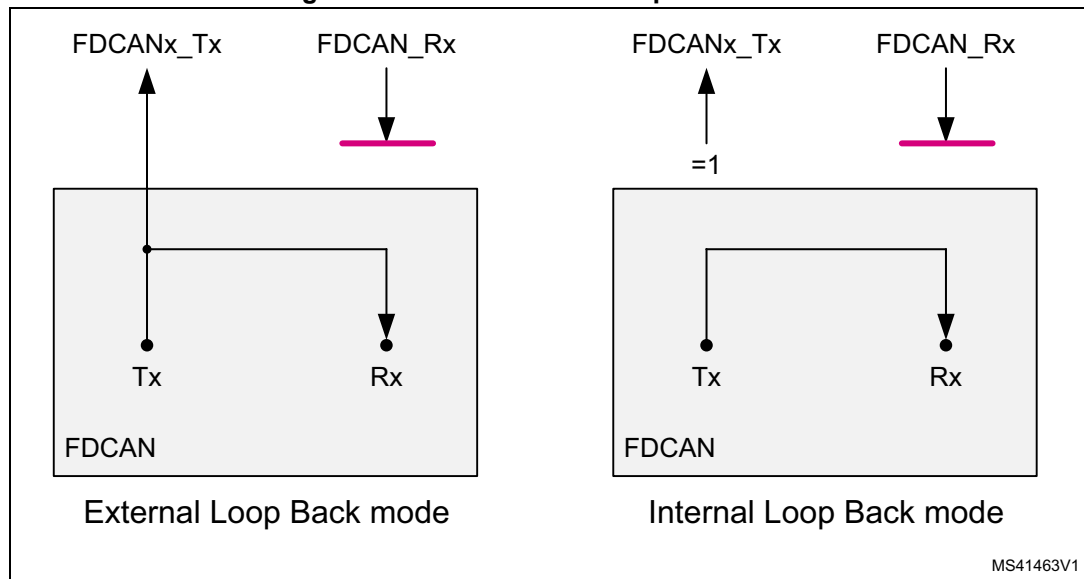 FDCANx_Tx FDCAN_Rx
=1
Tx Rx
FDCAN
External Loop Back mode
FDCANx_Tx FDCAN_Rx
Tx Rx
FDCAN
Internal Loop Back mode
MS41463V1